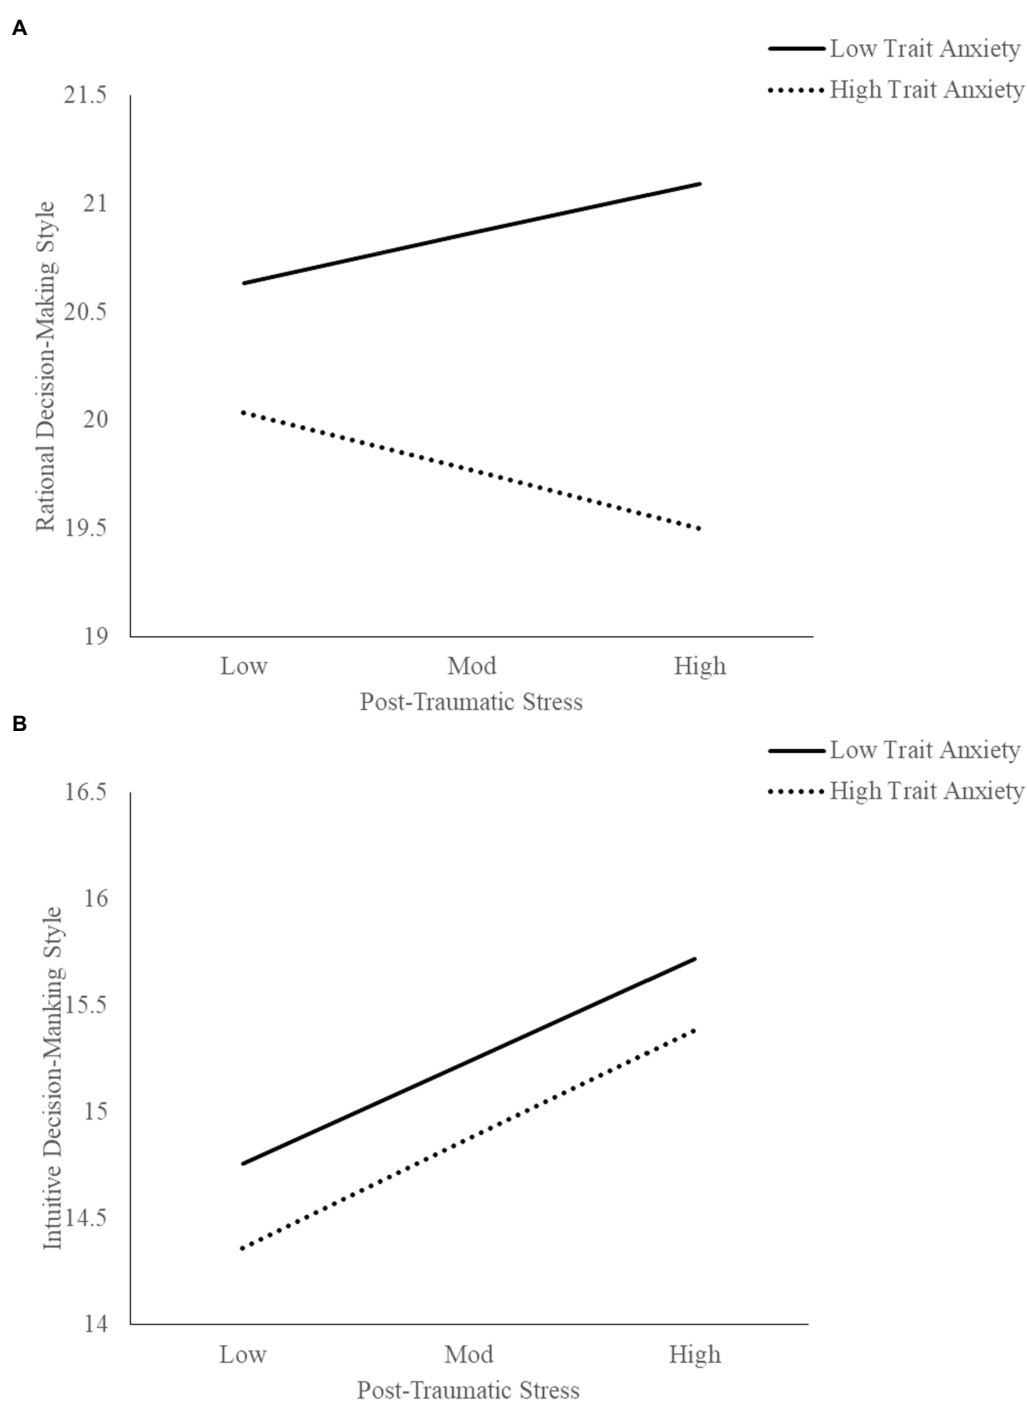 A
Low Trait Anxiety
High Trait Anxiety
21.5
21
20.5
20
19.5
19
Rational Decision-Making Style
Low Mod High
Post-Traumatic Stress
B
Low Trait Anxiety
High Trait Anxiety
16.5
16
15.5
15
14.5
14
Intuitive Decision-Manking Style
Low Mod High
Post-Traumatic Stress